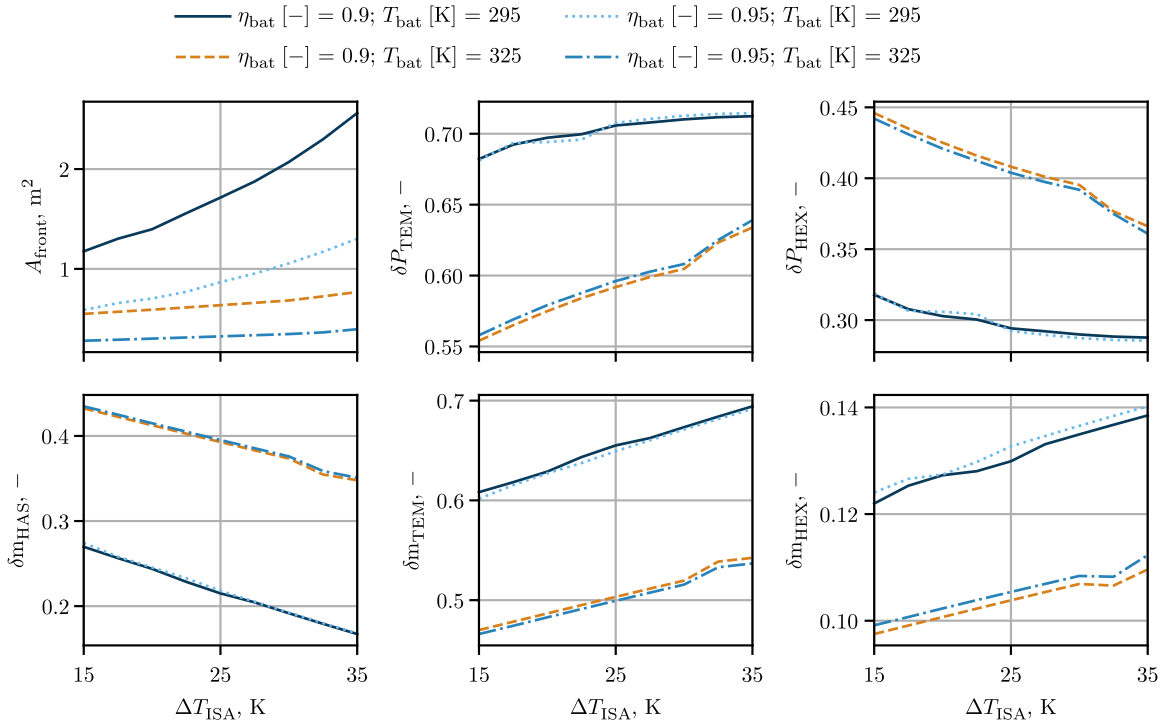 η_bat [−] = 0.9; T_bat [K] = 295
η_bat [−] = 0.95; T_bat [K] = 295
η_bat [−] = 0.9; T_bat [K] = 325
η_bat [−] = 0.95; T_bat [K] = 325
A_front, m²
2
1
δP_TEM, −
0.70
0.65
0.60
0.55
δP_HEX, −
0.45
0.40
0.35
0.30
δm_HAS, −
0.4
0.3
0.2
15
25
35
ΔT_ISA, K
δm_TEM, −
0.7
0.6
0.5
15
25
35
ΔT_ISA, K
δm_HEX, −
0.14
0.12
0.10
15
25
35
ΔT_ISA, K